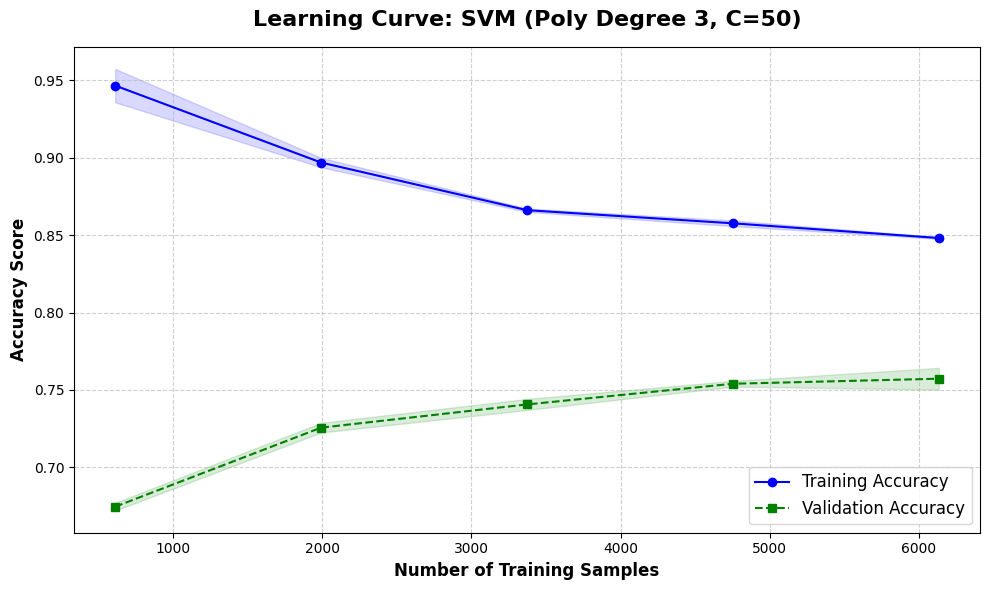 Learning Curve: SVM (Poly Degree 3, C=50)
Accuracy Score
0.95
0.90
0.85
0.80
0.75
0.70
Training Accuracy
Validation Accuracy
1000 2000 3000 4000 5000 6000
Number of Training Samples